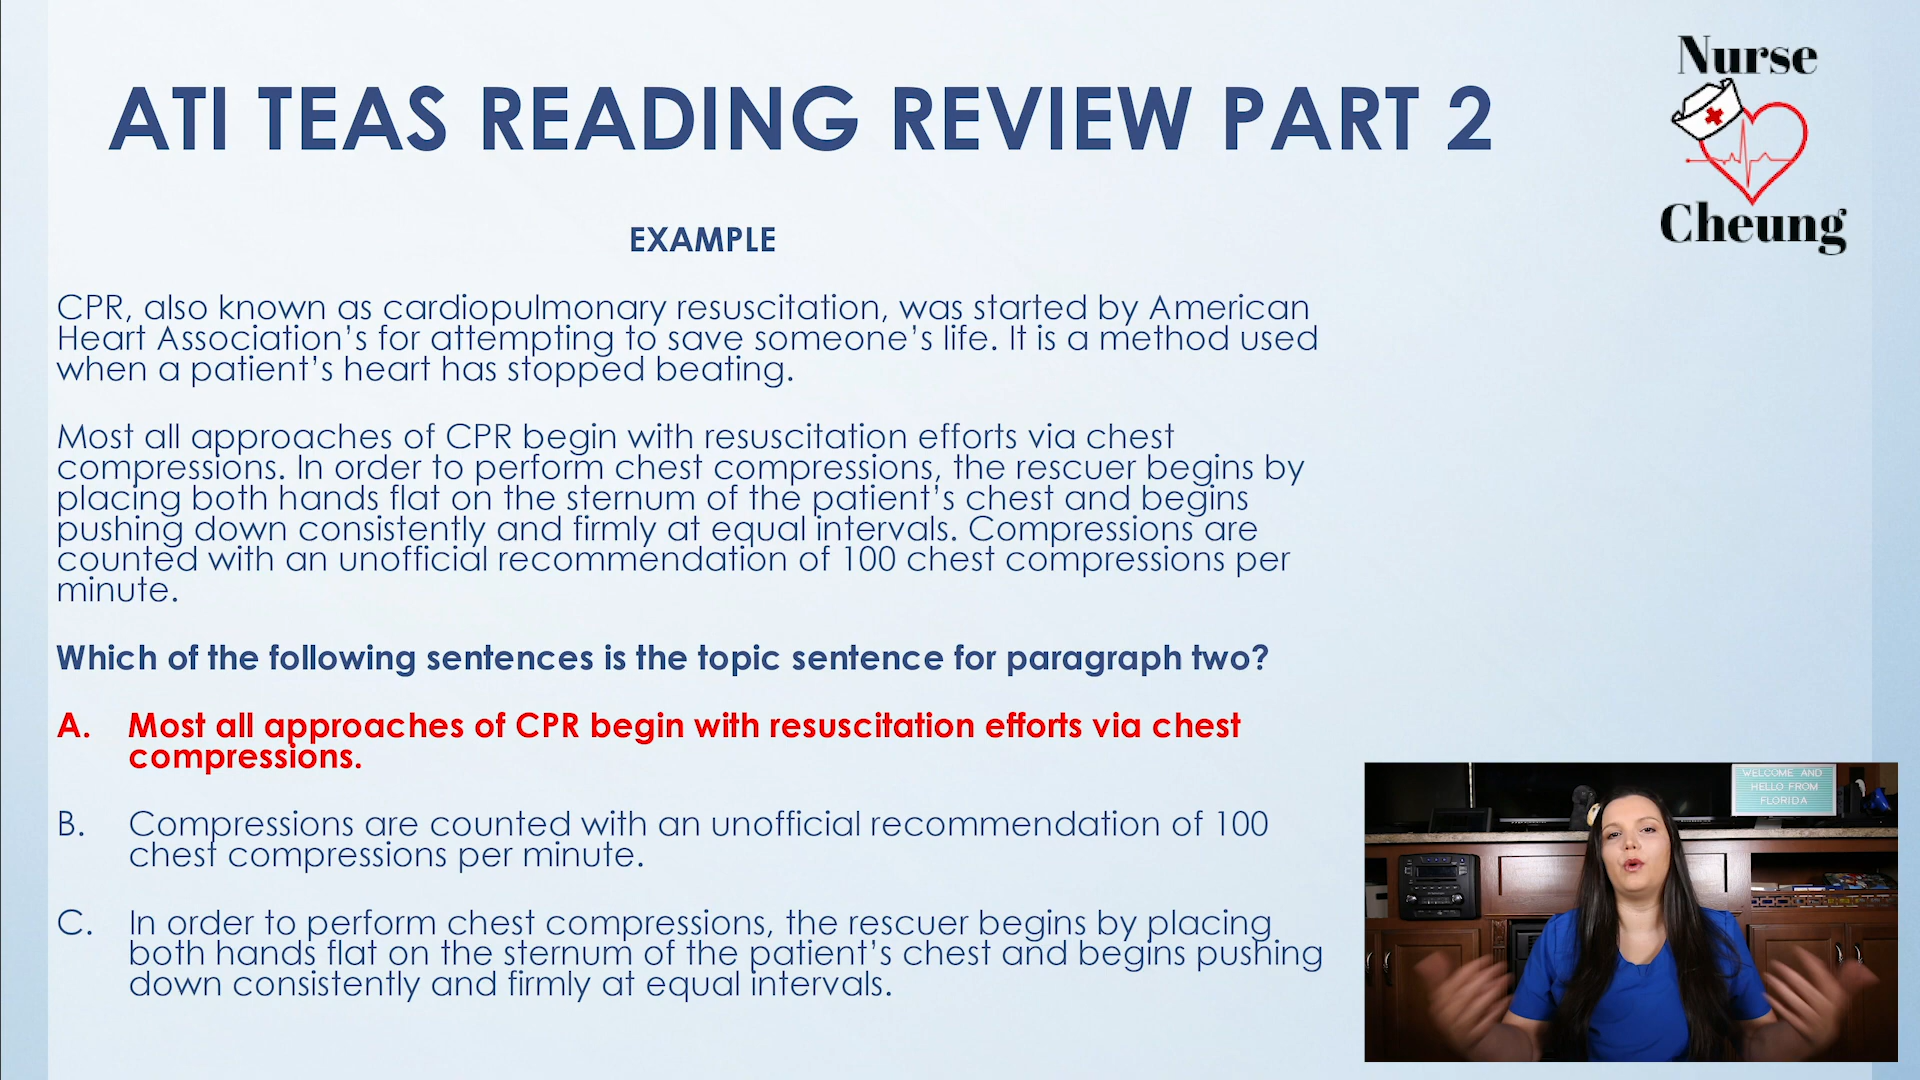 Nurse
Cheung
ATI TEAS READING REVIEW PART 2
EXAMPLE
CPR, also known as cardiopulmonary resuscitation, was started by American
Heart Association’s for attempting to save someone’s life. It is a method used
when a patient’s heart has stopped beating.
Most all approaches of CPR begin with resuscitation efforts via chest
compressions. In order to perform chest compressions, the rescuer begins by
placing both hands flat on the sternum of the patient’s chest and begins
pushing down consistently and firmly at equal intervals. Compressions are
counted with an unofficial recommendation of 100 chest compressions per
minute.
Which of the following sentences is the topic sentence for paragraph two?
A. Most all approaches of CPR begin with resuscitation efforts via chest
compressions.
B. Compressions are counted with an unofficial recommendation of 100
chest compressions per minute.
C. In order to perform chest compressions, the rescuer begins by placing
both hands flat on the sternum of the patient’s chest and begins pushing
down consistently and firmly at equal intervals.
WELCOME AND
HELLO FROM
FLORIDA